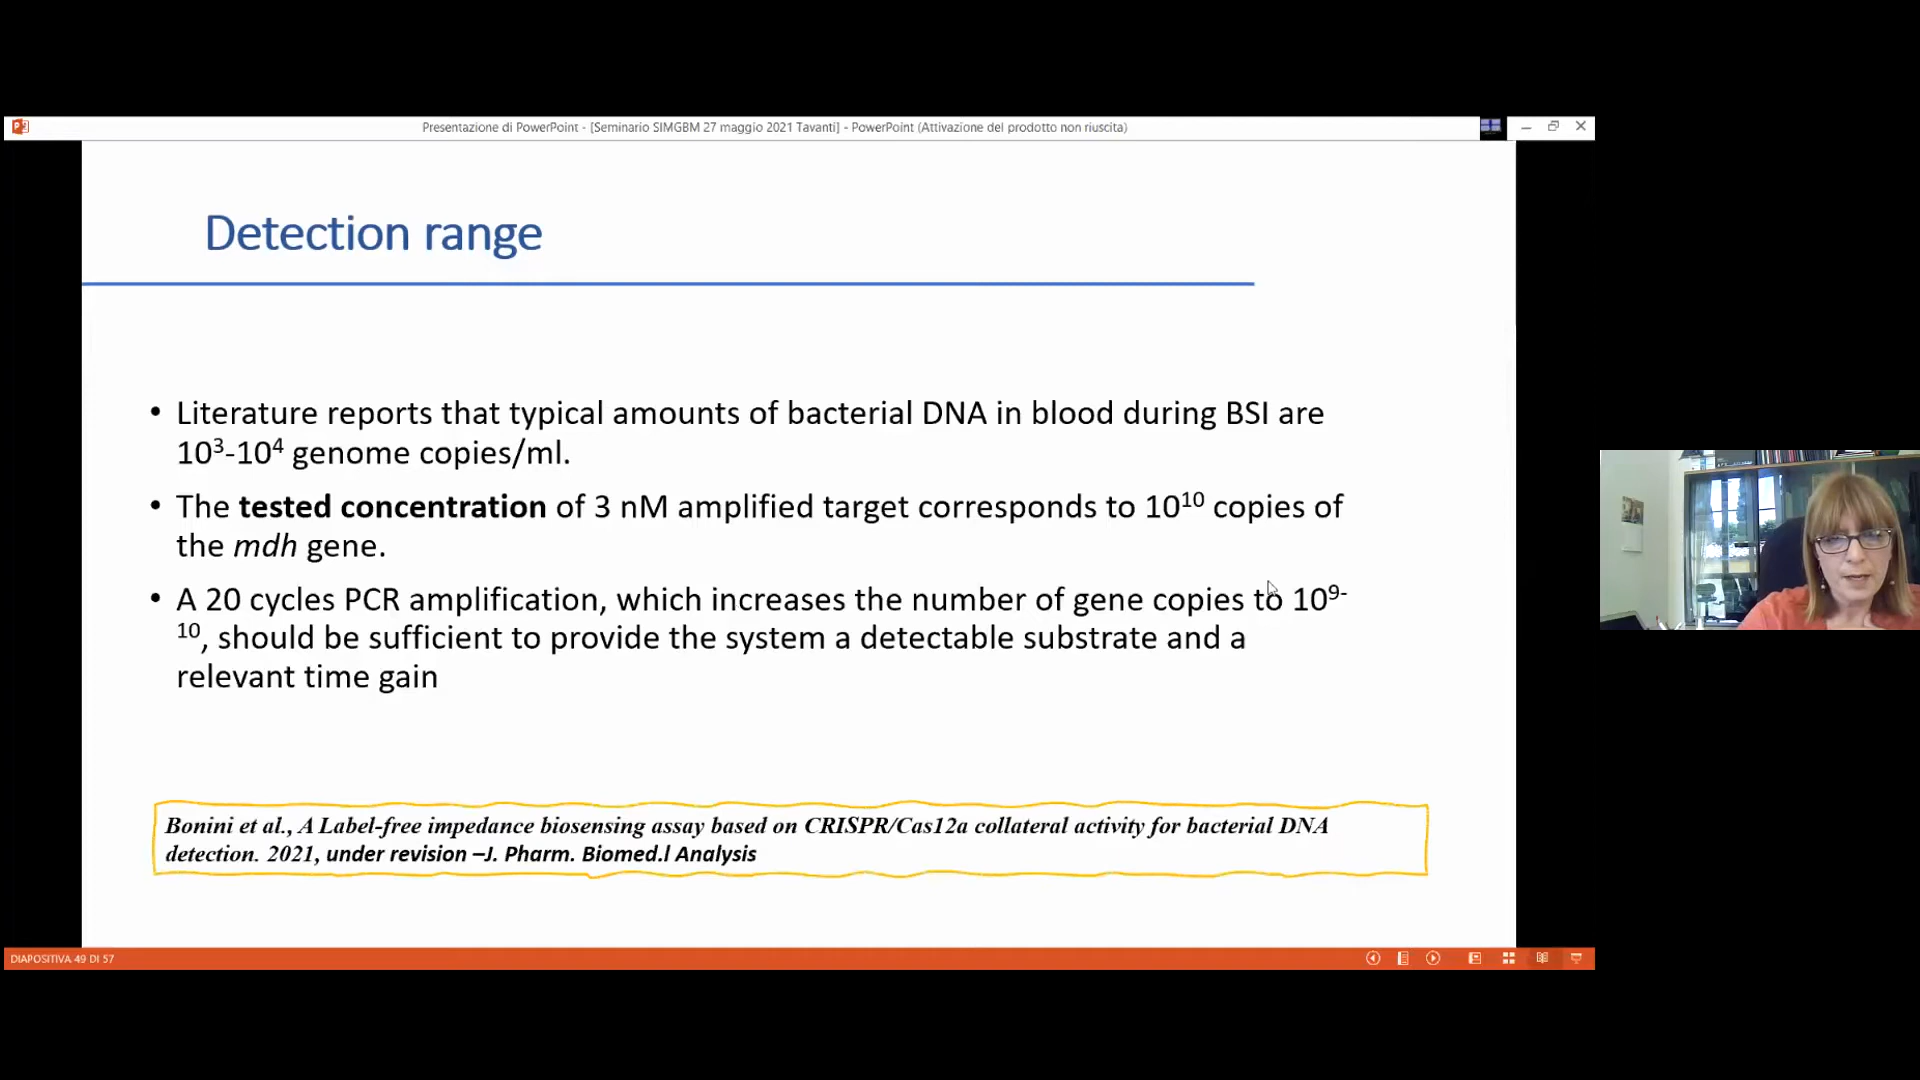 Presentazione di PowerPoint - [Seminario SIMGBM 27 maggio 2021 Tavanti] - PowerPoint (Attivazione del prodotto non riuscita)
Detection range
• Literature reports that typical amounts of bacterial DNA in blood during BSI are
10³-10⁴ genome copies/ml.
• The tested concentration of 3 nM amplified target corresponds to 10¹⁰ copies of
the mdh gene.
• A 20 cycles PCR amplification, which increases the number of gene copies to 10⁹⁻
¹⁰, should be sufficient to provide the system a detectable substrate and a
relevant time gain
Bonini et al., A Label-free impedance biosensing assay based on CRISPR/Cas12a collateral activity for bacterial DNA
detection. 2021, under revision –J. Pharm. Biomed.l Analysis
DIAPOSITIVA 49 DI 57